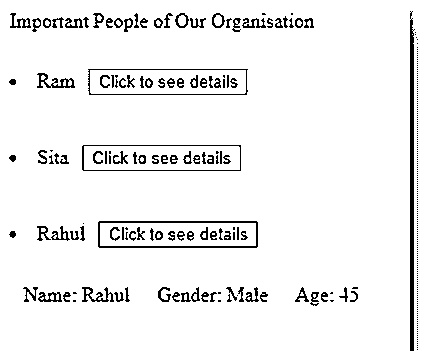 Important People of Our Organisation
• Ram Click to see details
• Sita Click to see details
• Rahul Click to see details
Name: Rahul Gender: Male Age: 45